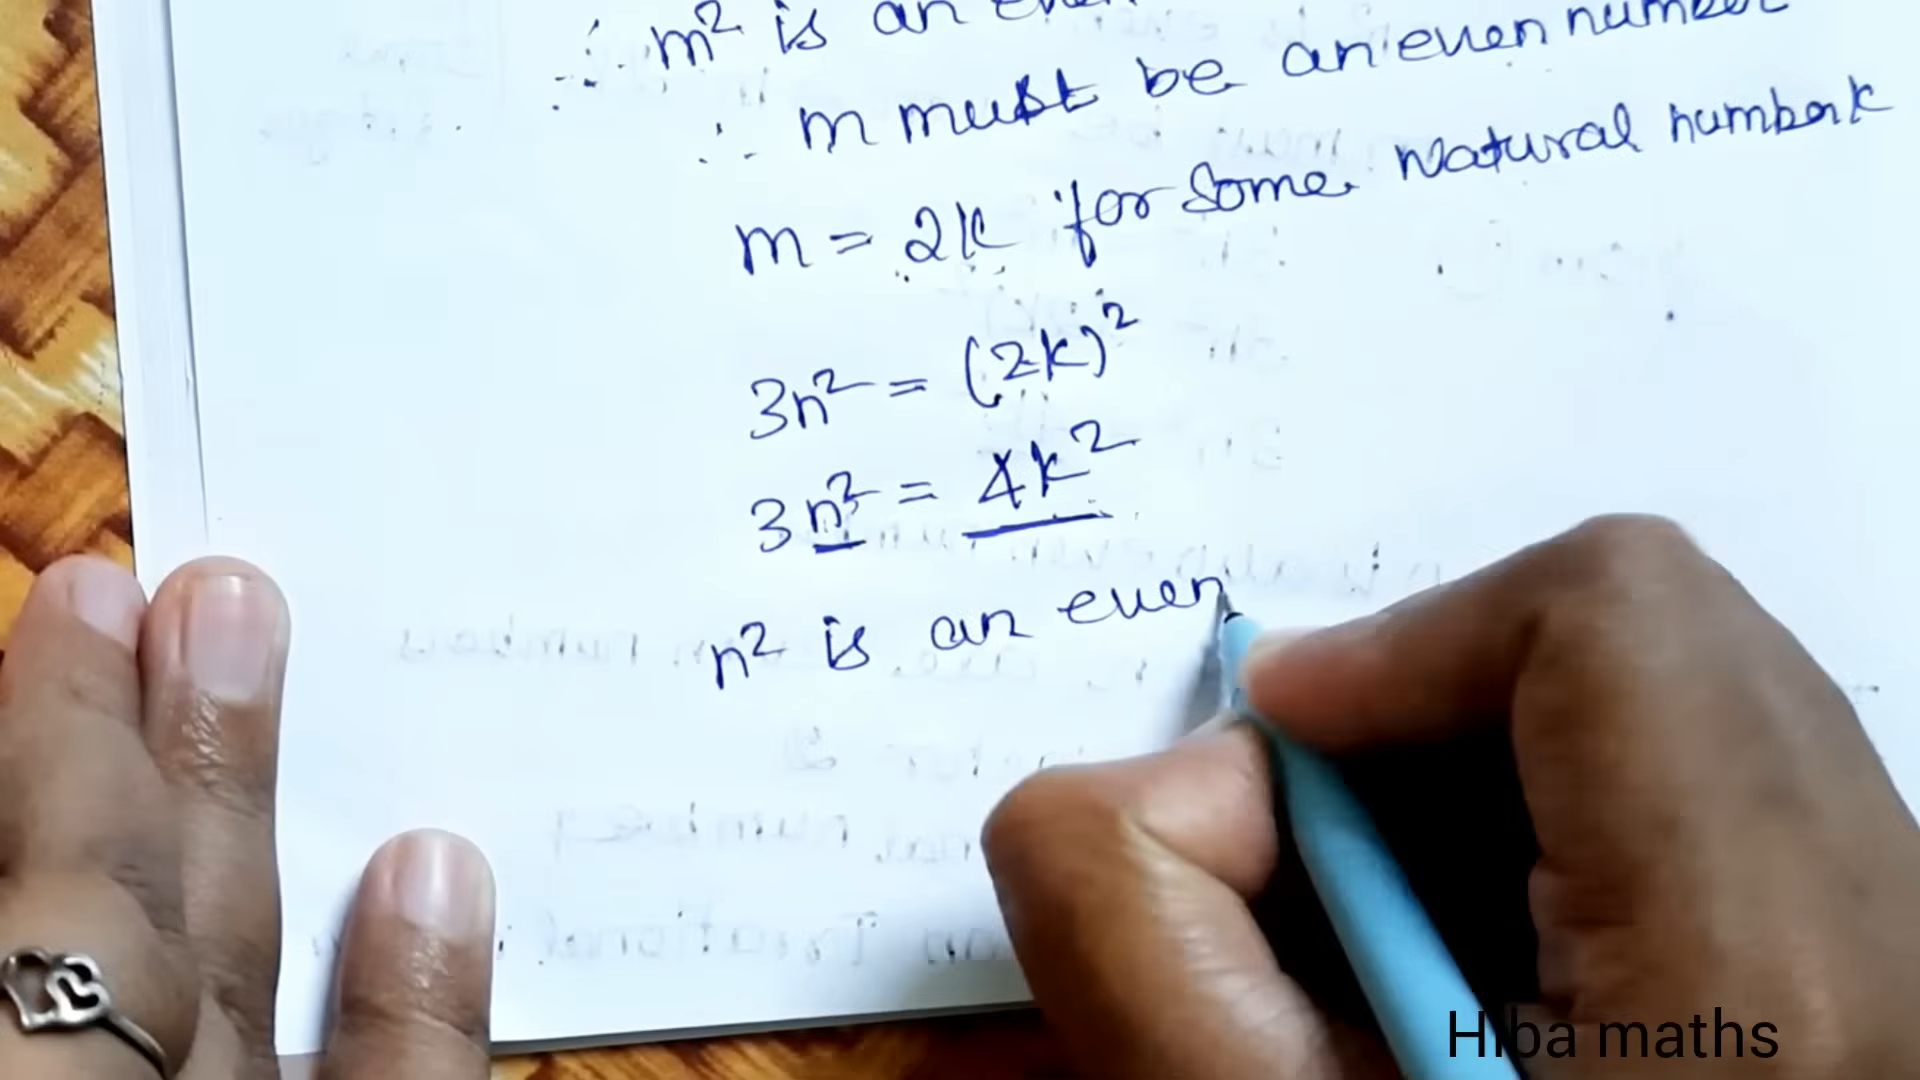 ∴ m² is an even
∴ m must be an even number
m = 2k for some natural number k
3n² = (2k)²
3n² = 4k²
n² is an even
Hiba maths